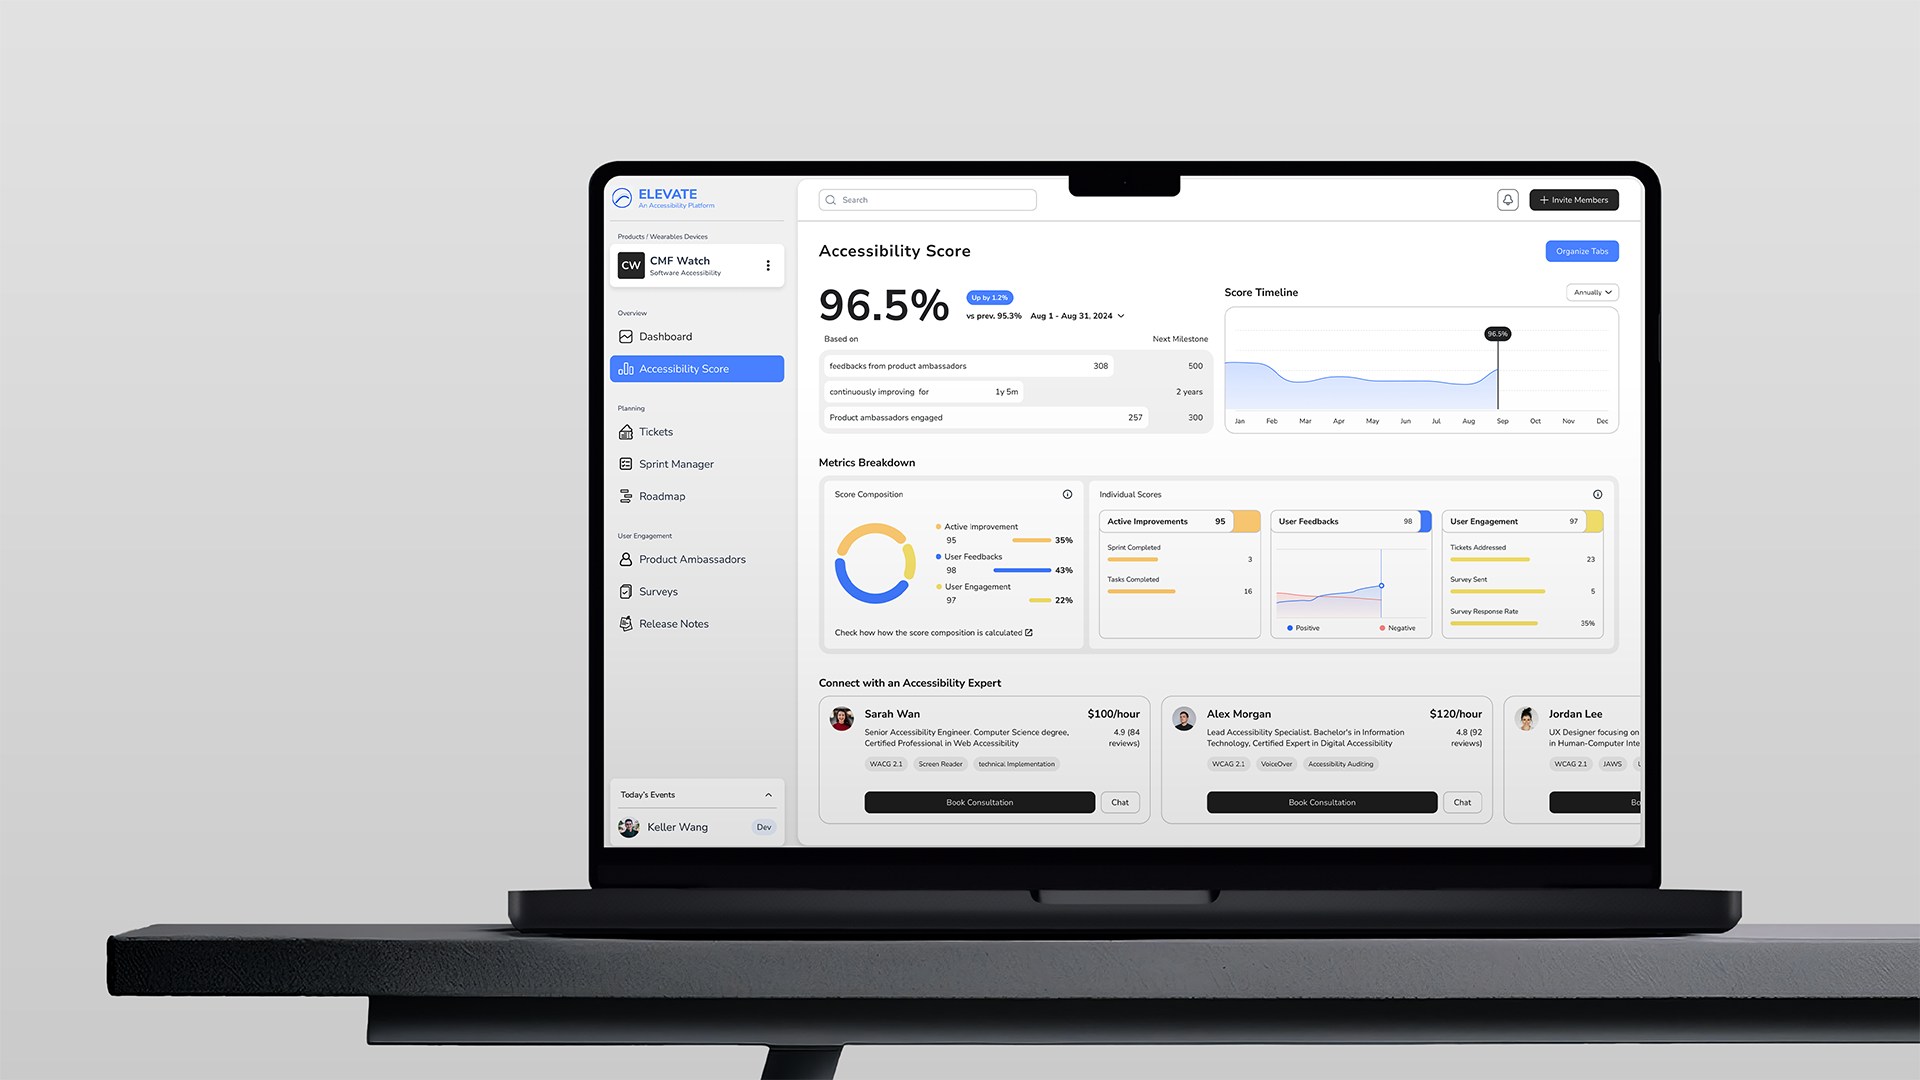 ELEVATE
An Accessibility Platform
Products / Wearables Devices
CW
CMF Watch
Software Accessibility
Overview
Dashboard
Accessibility Score
Planning
Tickets
Sprint Manager
Roadmap
User Engagement
Product Ambassadors
Surveys
Release Notes
Today's Events
Keller Wang
Dev
Search
+ Invite Members
Accessibility Score
Organize Tabs
96.5%
Up by 1.2%
vs prev. 95.3%
Aug 1 - Aug 31, 2024
Based on
Next Milestone
feedbacks from product ambassadors 308 500
continuously improving for 1y 5m 2 years
Product ambassadors engaged 257 300
Score Timeline
Annually
96.5%
Jan Feb Mar Apr May Jun Jul Aug Sep Oct Nov Dec
Metrics Breakdown
Score Composition
Active Improvement
95 35%
User Feedbacks
98 43%
User Engagement
97 22%
Check how how the score composition is calculated
Individual Scores
Active Improvements 95
Sprint Completed
3
Tasks Completed
16
User Feedbacks 98
Positive Negative
User Engagement 97
Tickets Addressed
23
Survey Sent
5
Survey Response Rate
35%
Connect with an Accessibility Expert
Sarah Wan $100/hour
Senior Accessibility Engineer. Computer Science degree,
Certified Professional in Web Accessibility
4.9 (84
reviews)
WACG 2.1 Screen Reader technical Implementation
Book Consultation Chat
Alex Morgan $120/hour
Lead Accessibility Specialist. Bachelor's in Information
Technology, Certified Expert in Digital Accessibility
4.8 (92
reviews)
WCAG 2.1 VoiceOver Accessibility Auditing
Book Consultation Chat
Jordan Lee
UX Designer focusing on
in Human-Computer Inte
WCAG 2.1 JAWS
Bo